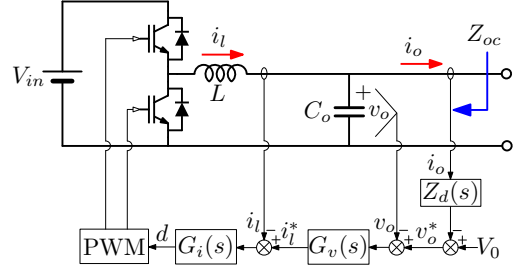 i_l
i_o
Z_oc
V_in
L
C_o
+
v_o
-
i_o
Z_d(s)
i_l
-
+
i_l^*
v_o
-
+
v_o^*
-
+
V_0
d
PWM
G_i(s)
G_v(s)